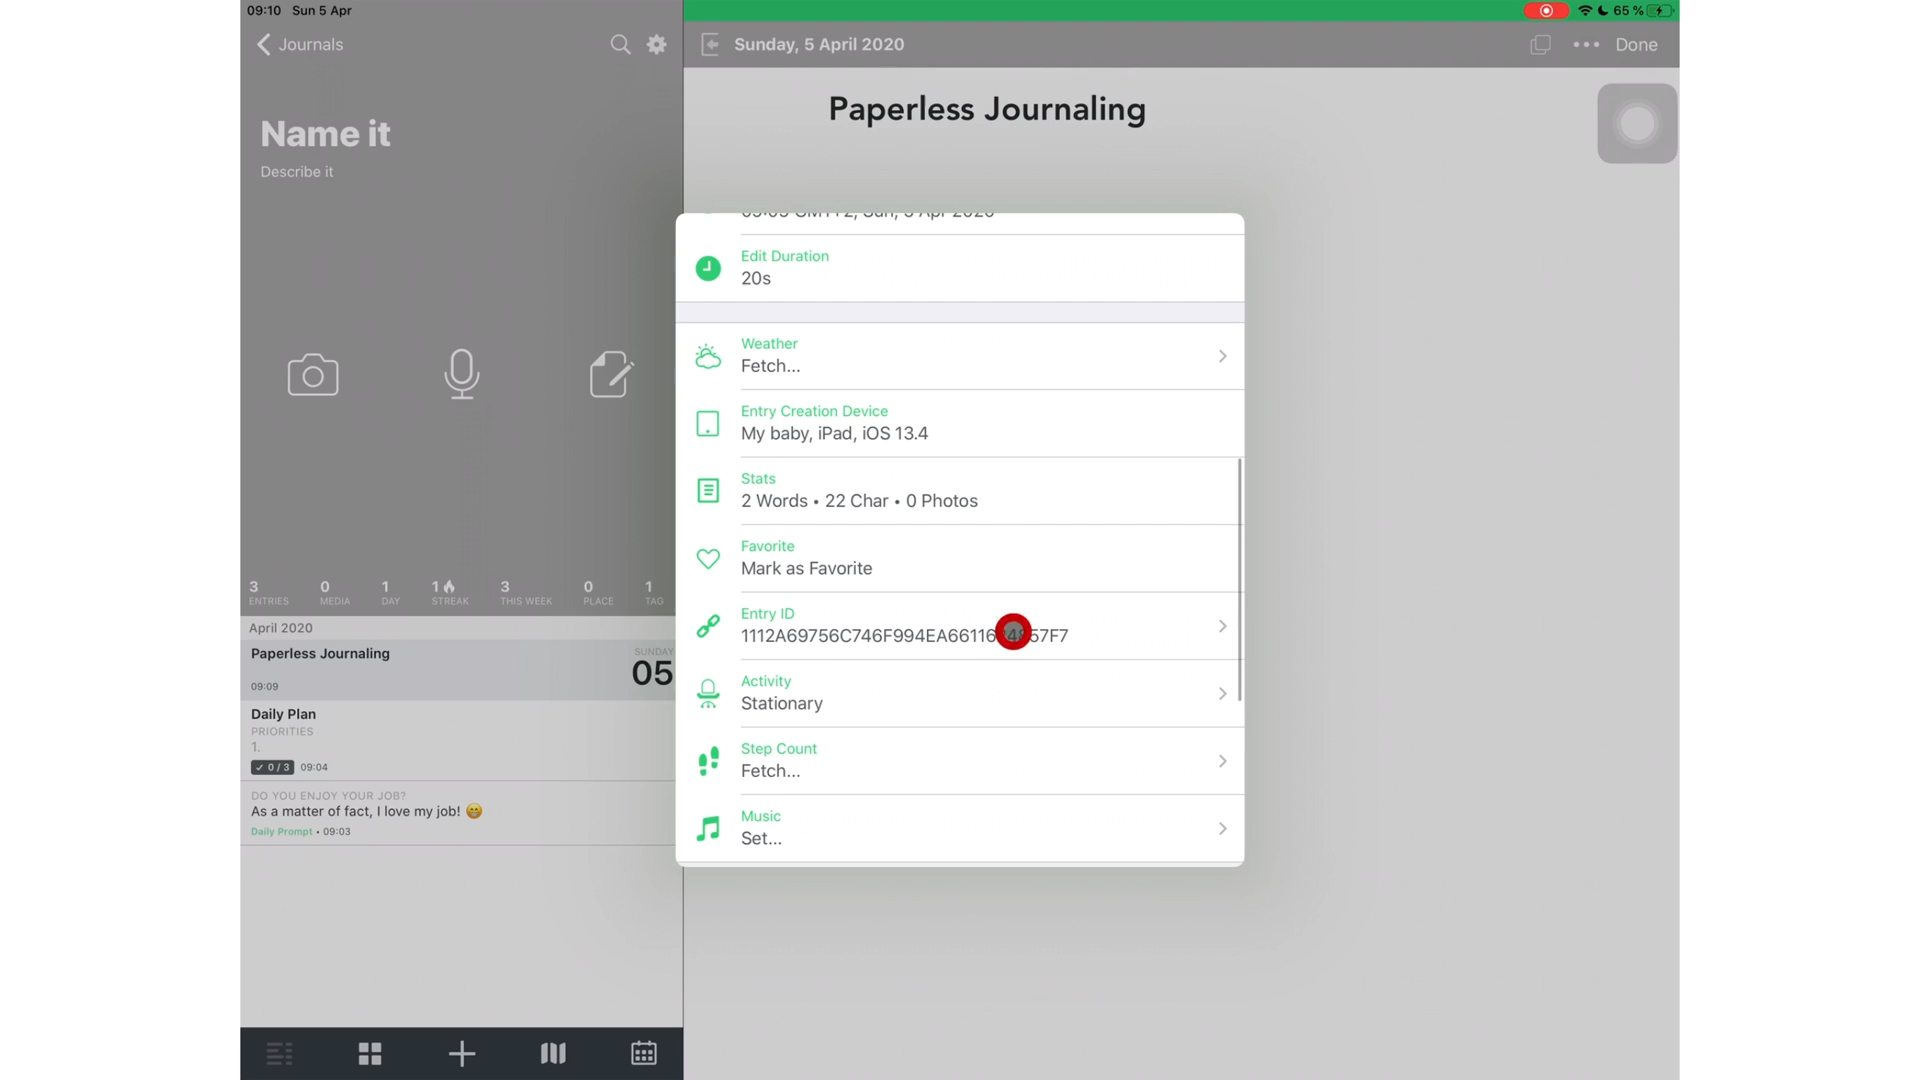 09:10 Sun 5 Apr
65 %
Journals
Sunday, 5 April 2020
Done
Name it
Describe it
Paperless Journaling
Edit Duration
20s
Weather
Fetch...
Entry Creation Device
My baby, iPad, iOS 13.4
Stats
2 Words • 22 Char • 0 Photos
Favorite
Mark as Favorite
Entry ID
Activity
Stationary
Step Count
Fetch...
Music
Set...
3 0 1 1 3 0 1
ENTRIES MEDIA DAY STREAK THIS WEEK PLACE TAG
April 2020
Paperless Journaling
09:09
SUNDAY
05
Daily Plan
PRIORITIES
1.
✓ 0 / 3 09:04
DO YOU ENJOY YOUR JOB?
As a matter of fact, I love my job! 😁
Daily Prompt • 09:03